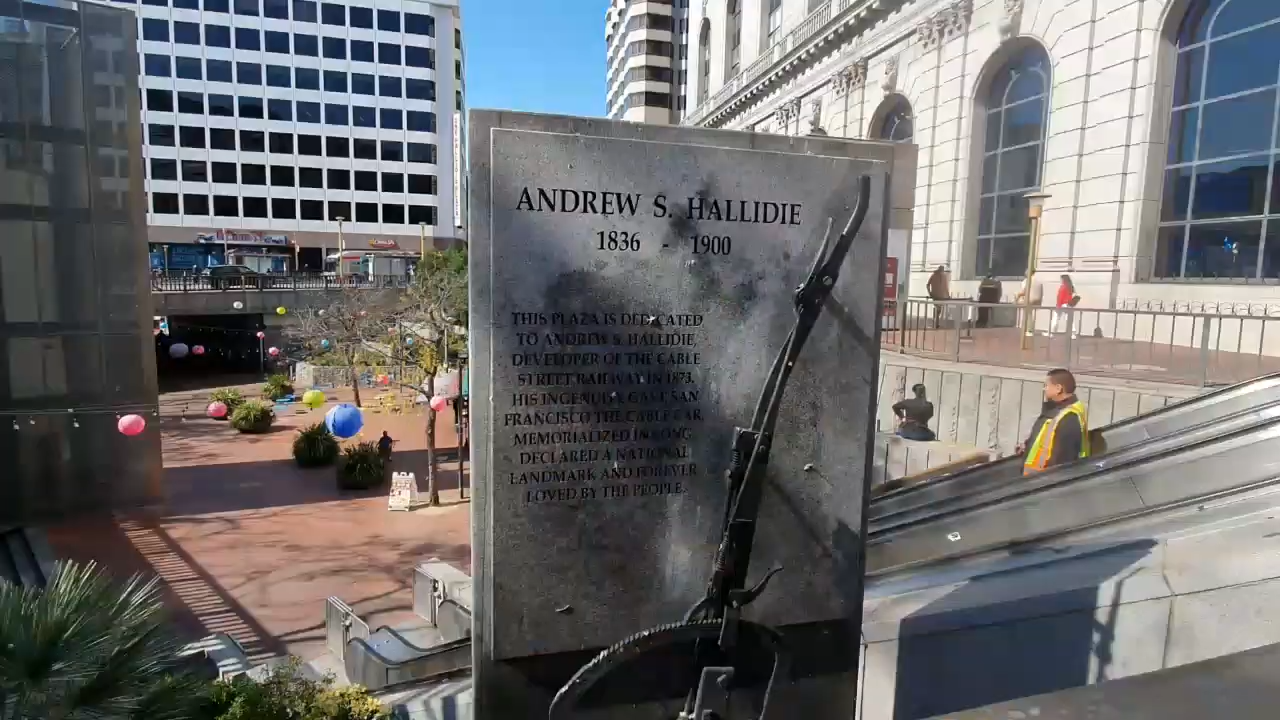 ANDREW S. HALLIDIE
1836 - 1900
THIS PLAZA IS DEDICATED
TO ANDREW S. HALLIDIE,
DEVELOPER OF THE CABLE
STREET RAILWAY IN 1873.
HIS INGENUITY GAVE SAN
FRANCISCO THE CABLE CAR,
MEMORIALIZED IN SONG
DECLARED A NATIONAL
LANDMARK AND FOREVER
LOVED BY THE PEOPLE.